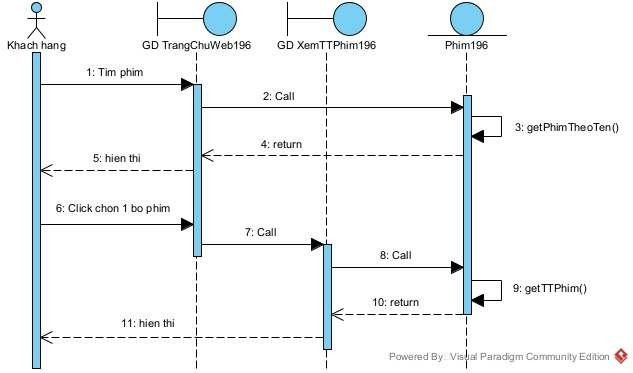 Khach hang
GD TrangChuWeb196
GD XemTTPhim196
Phim196
1: Tim phim
2: Call
3: getPhimTheoTen()
4: return
5: hien thi
6: Click chon 1 bo phim
7: Call
8: Call
9: getTTPhim()
10: return
11: hien thi
Powered By Visual Paradigm Community Edition